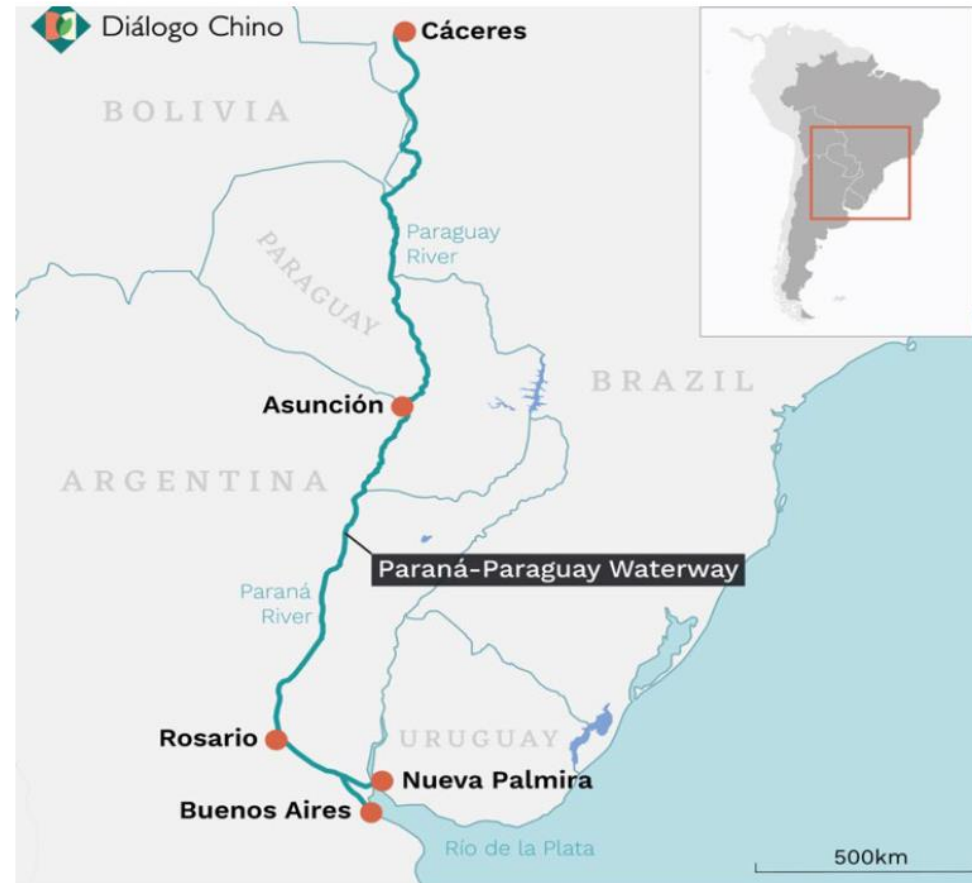 Diálogo Chino
Cáceres
BOLIVIA
Paraguay
River
PARAGUAY
BRAZIL
Asunción
ARGENTINA
Paraná-Paraguay Waterway
Paraná
River
Rosario
URUGUAY
Nueva Palmira
Buenos Aires
Río de la Plata
500km